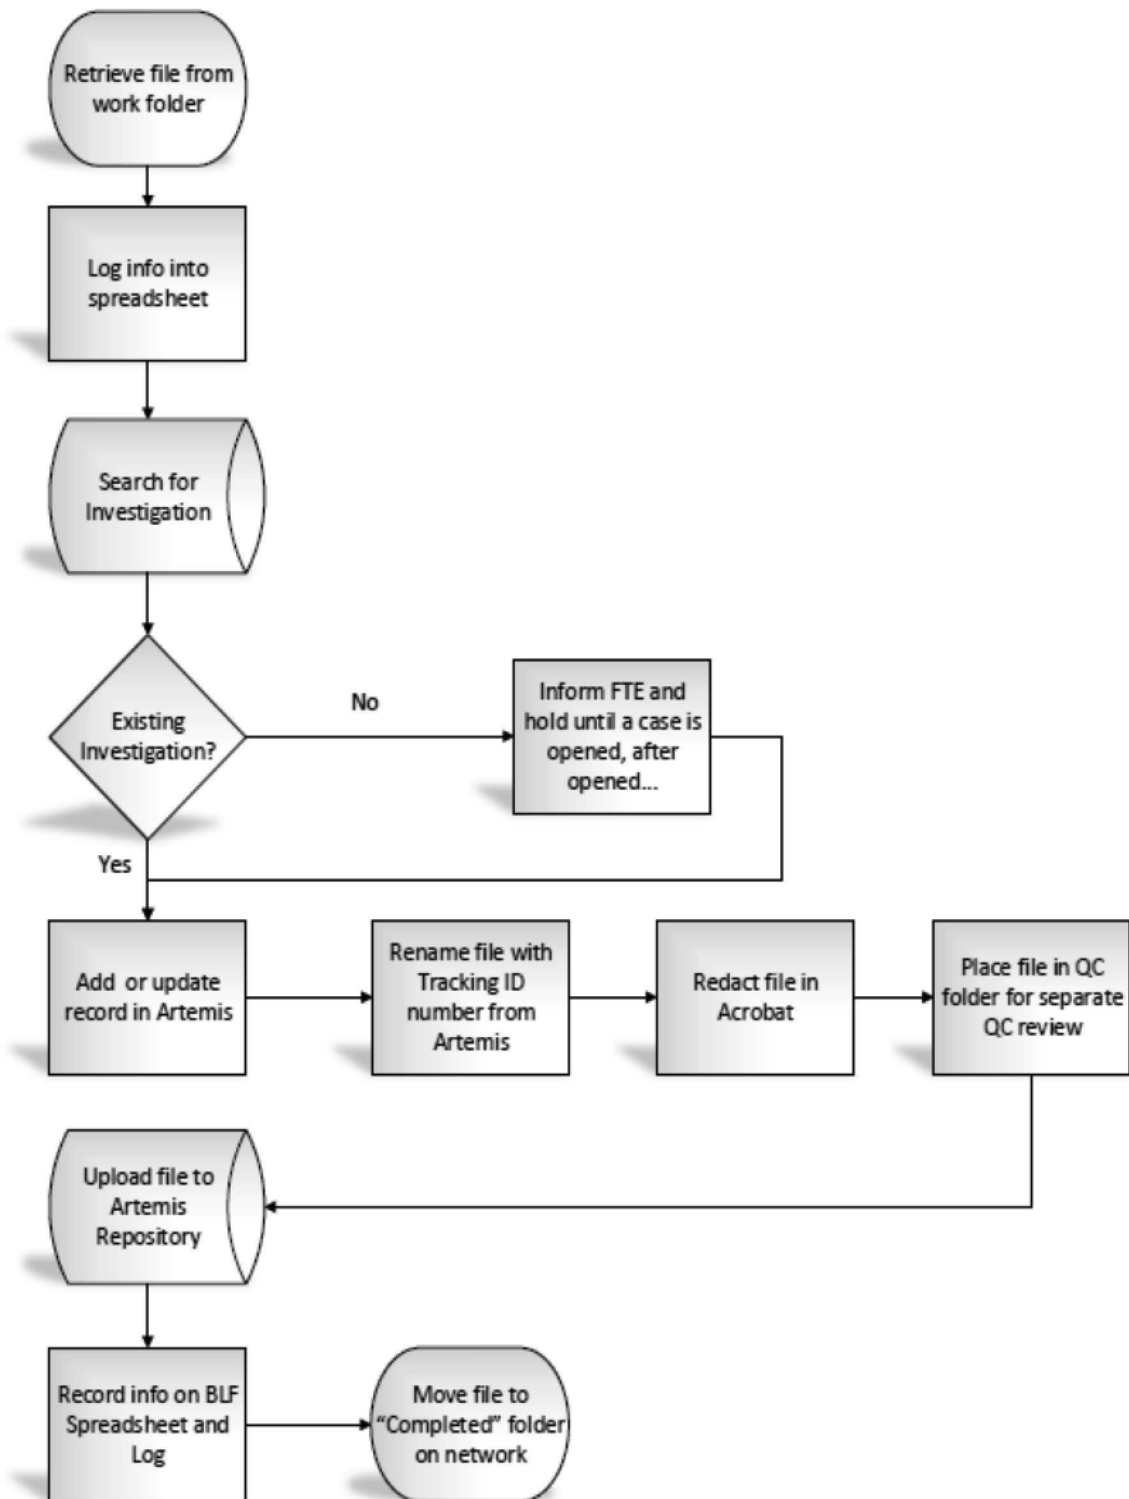 Retrieve file from
work folder
Log info into
spreadsheet
Search for
Investigation
Existing
Investigation?
No
Inform FTE and
hold until a case is
opened, after
opened...
Yes
Add or update
record in Artemis
Rename file with
Tracking ID
number from
Artemis
Redact file in
Acrobat
Place file in QC
folder for separate
QC review
Upload file to
Artemis
Repository
Record info on BLF
Spreadsheet and
Log
Move file to
“Completed” folder
on network